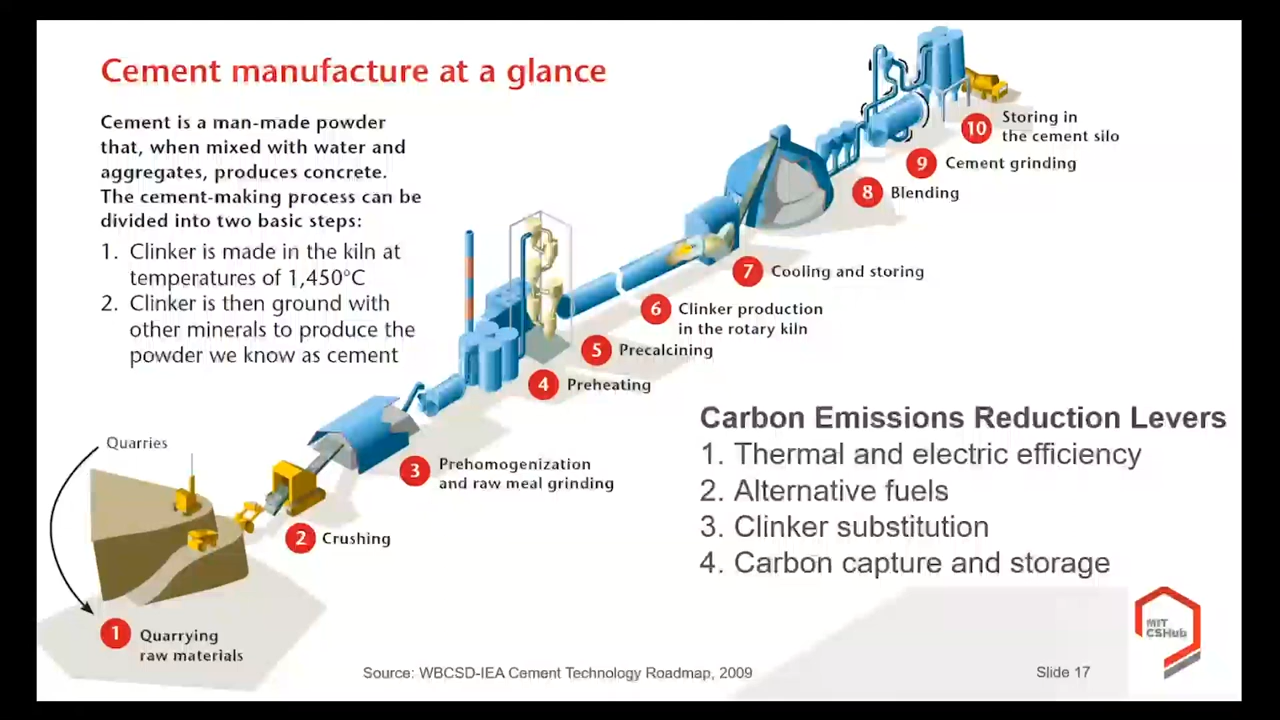 Cement manufacture at a glance
Cement is a man-made powder
that, when mixed with water and
aggregates, produces concrete.
The cement-making process can be
divided into two basic steps:
1. Clinker is made in the kiln at
temperatures of 1,450°C
2. Clinker is then ground with
other minerals to produce the
powder we know as cement
Quarries
1 Quarrying
raw materials
2 Crushing
3 Prehomogenization
and raw meal grinding
4 Preheating
5 Precalcining
6 Clinker production
in the rotary kiln
7 Cooling and storing
8 Blending
9 Cement grinding
10 Storing in
the cement silo
Carbon Emissions Reduction Levers
1. Thermal and electric efficiency
2. Alternative fuels
3. Clinker substitution
4. Carbon capture and storage
MIT
CSHub
Source: WBCSD-IEA Cement Technology Roadmap, 2009
Slide 17